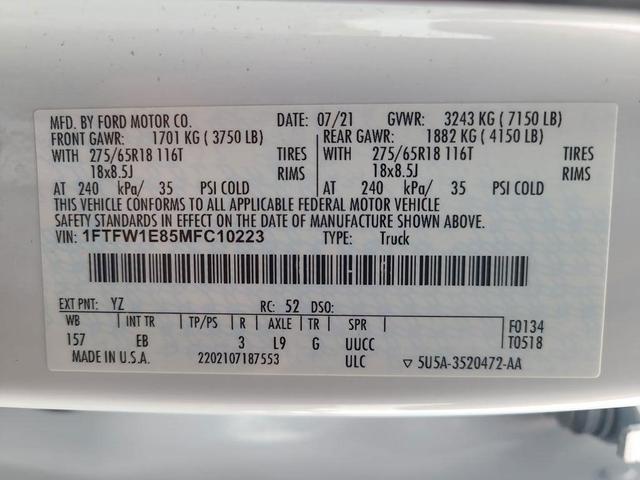 MFD. BY FORD MOTOR CO. DATE: 07/21 GVWR: 3243 KG ( 7150 LB)
FRONT GAWR: 1701 KG ( 3750 LB) REAR GAWR: 1882 KG ( 4150 LB)
WITH 275/65R18 116T TIRES WITH 275/65R18 116T TIRES
18x8.5J RIMS 18x8.5J RIMS
AT 240 kPa/ 35 PSI COLD AT 240 kPa/ 35 PSI COLD
THIS VEHICLE CONFORMS TO ALL APPLICABLE FEDERAL MOTOR VEHICLE
SAFETY STANDARDS IN EFFECT ON THE DATE OF MANUFACTURE SHOWN ABOVE.
VIN: 1FTFW1E85MFC10223 TYPE: Truck
EXT PNT: YZ RC: 52 DSO:
WB INT TR TP/PS R AXLE TR SPR F0134
157 EB 3 L9 G UUCC T0518
MADE IN U.S.A. 2202107187553 ULC ▽ 5U5A-3520472-AA